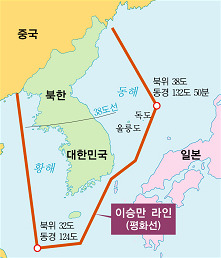 중국
북한
동해
북위 38도
동경 132도 50분
38도선
독도
울릉도
황해
대한민국
일본
이승만 라인
(평화선)
북위 32도
동경 124도